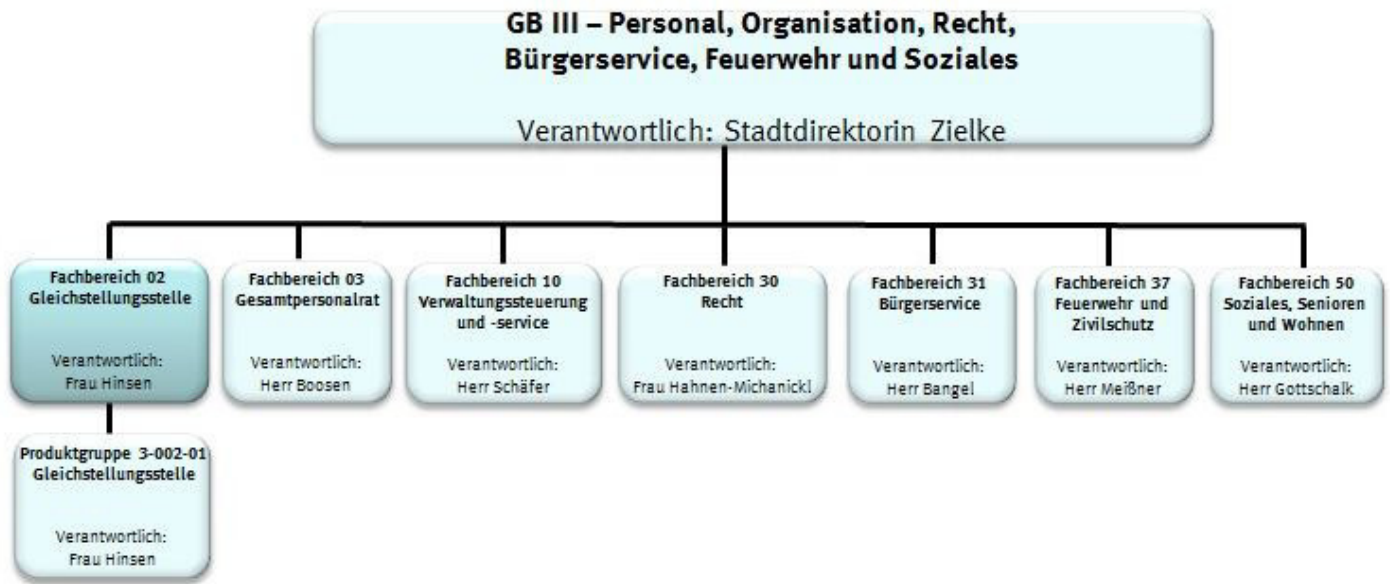 GB III – Personal, Organisation, Recht,
Bürgerservice, Feuerwehr und Soziales
Verantwortlich: Stadtdirektorin Zielke
Fachbereich 02
Gleichstellungsstelle
Verantwortlich:
Frau Hinsen
Fachbereich 03
Gesamtpersonalrat
Verantwortlich:
Herr Boosen
Fachbereich 10
Verwaltungssteuerung
und -service
Verantwortlich:
Herr Schäfer
Fachbereich 30
Recht
Verantwortlich:
Frau Hahnen-Michanickl
Fachbereich 31
Bürgerservice
Verantwortlich:
Herr Bangel
Fachbereich 37
Feuerwehr und
Zivilschutz
Verantwortlich:
Herr Meißner
Fachbereich 50
Soziales, Senioren
und Wohnen
Verantwortlich:
Herr Gottschalk
Produktgruppe 3-002-01
Gleichstellungsstelle
Verantwortlich:
Frau Hinsen